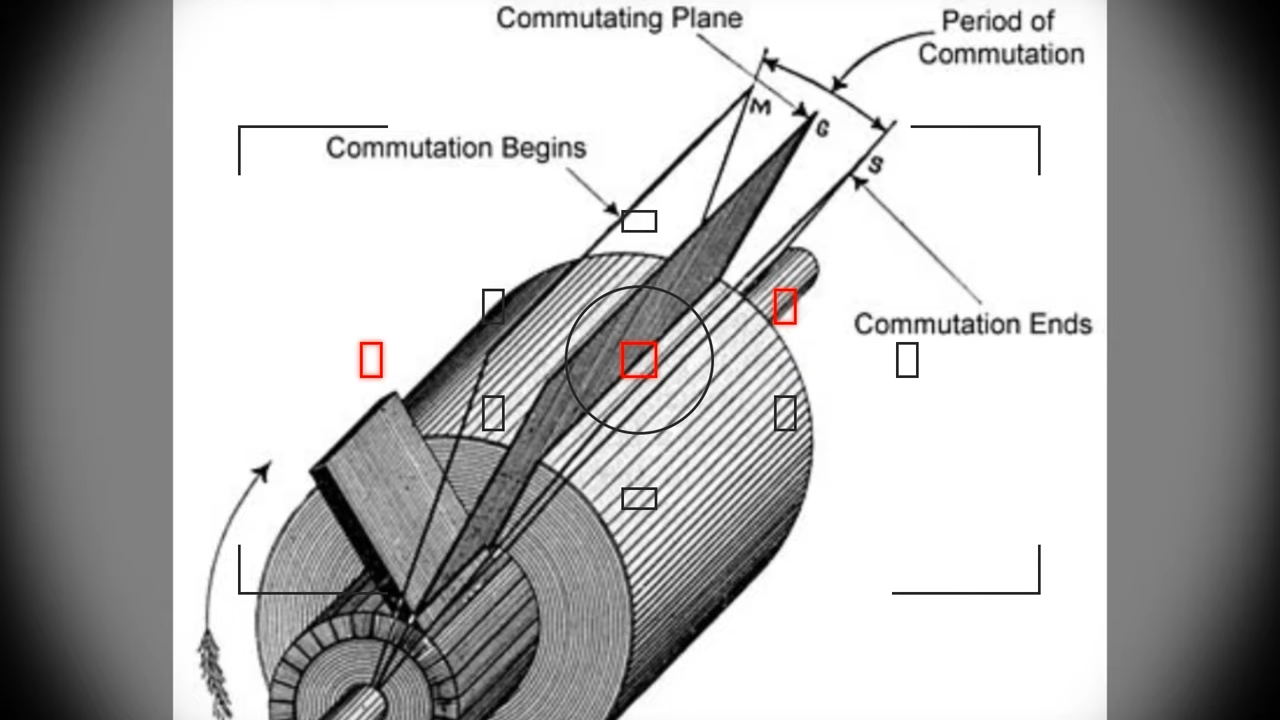 Commutating Plane
Period of
Commutation
M
G
Commutation Begins
S
Commutation Ends